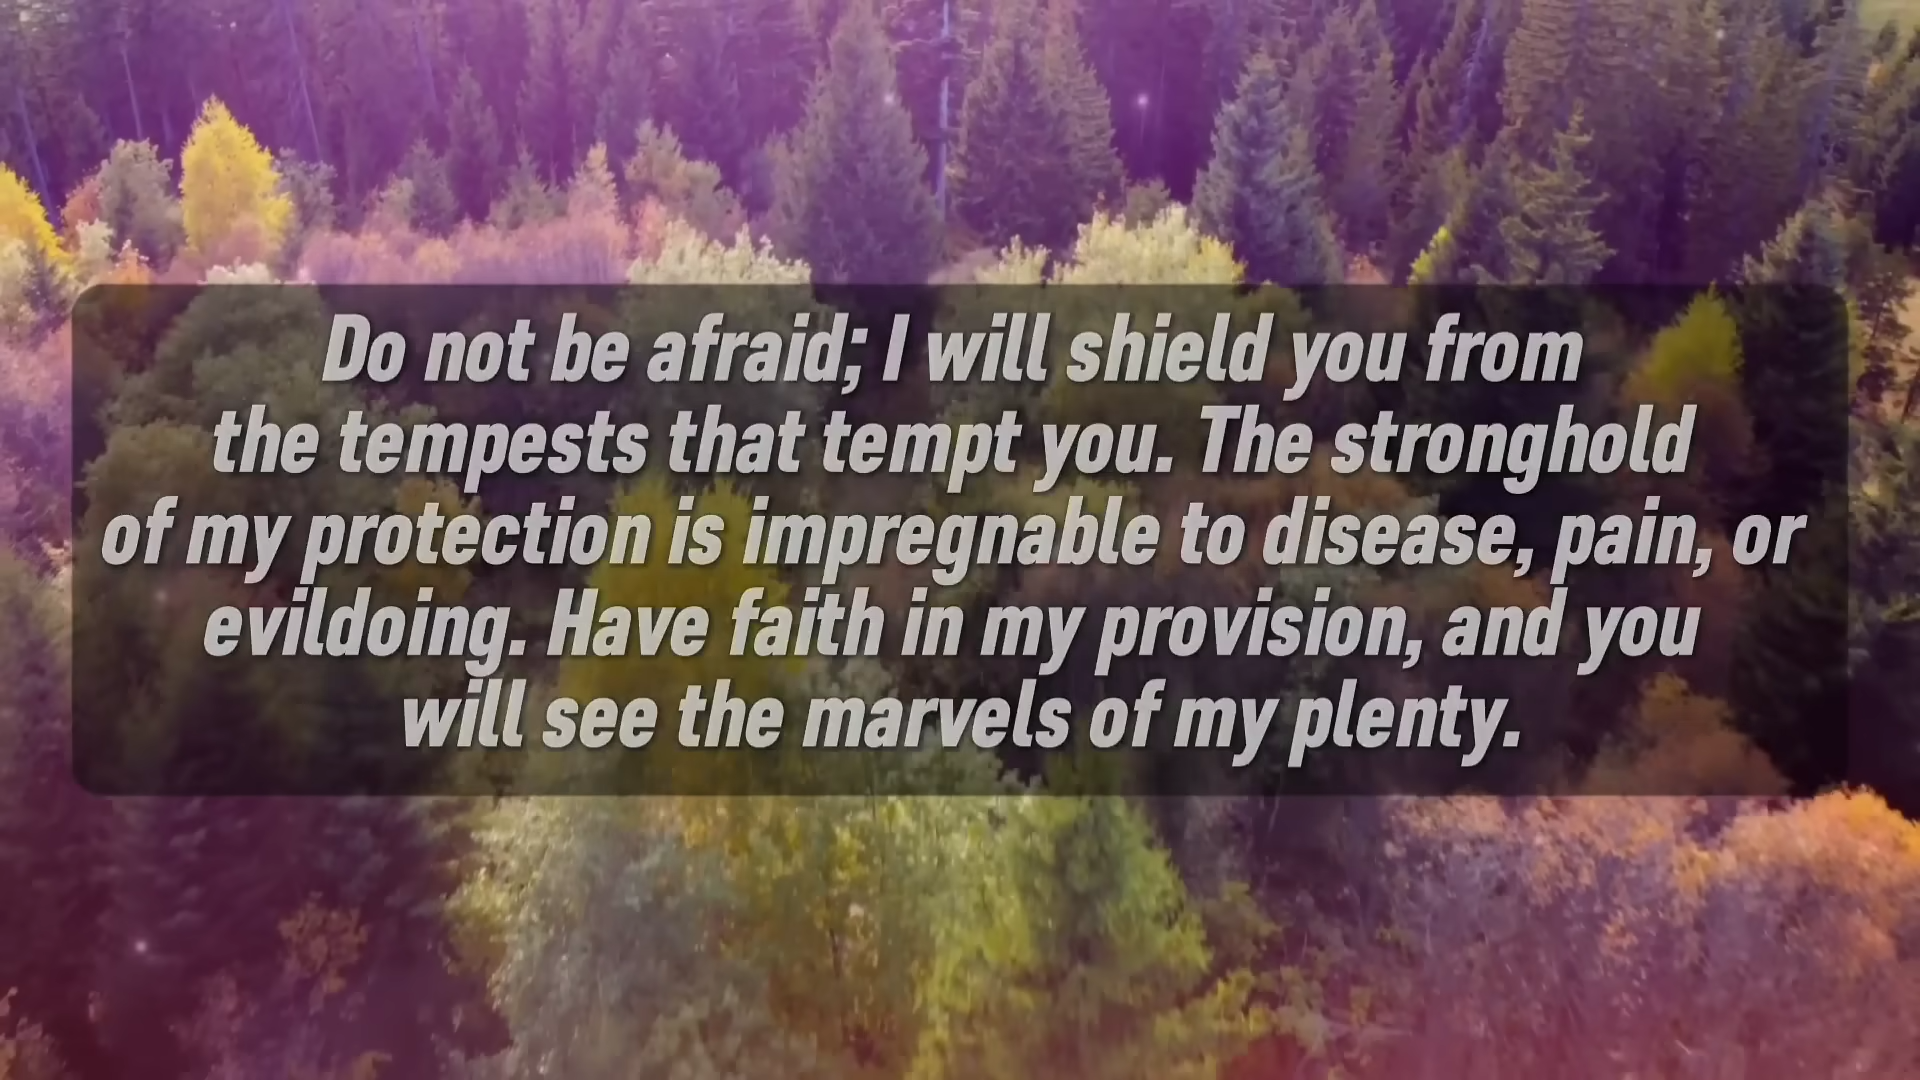 Do not be afraid; I will shield you from
the tempests that tempt you. The stronghold
of my protection is impregnable to disease, pain, or
evildoing. Have faith in my provision, and you
will see the marvels of my plenty.